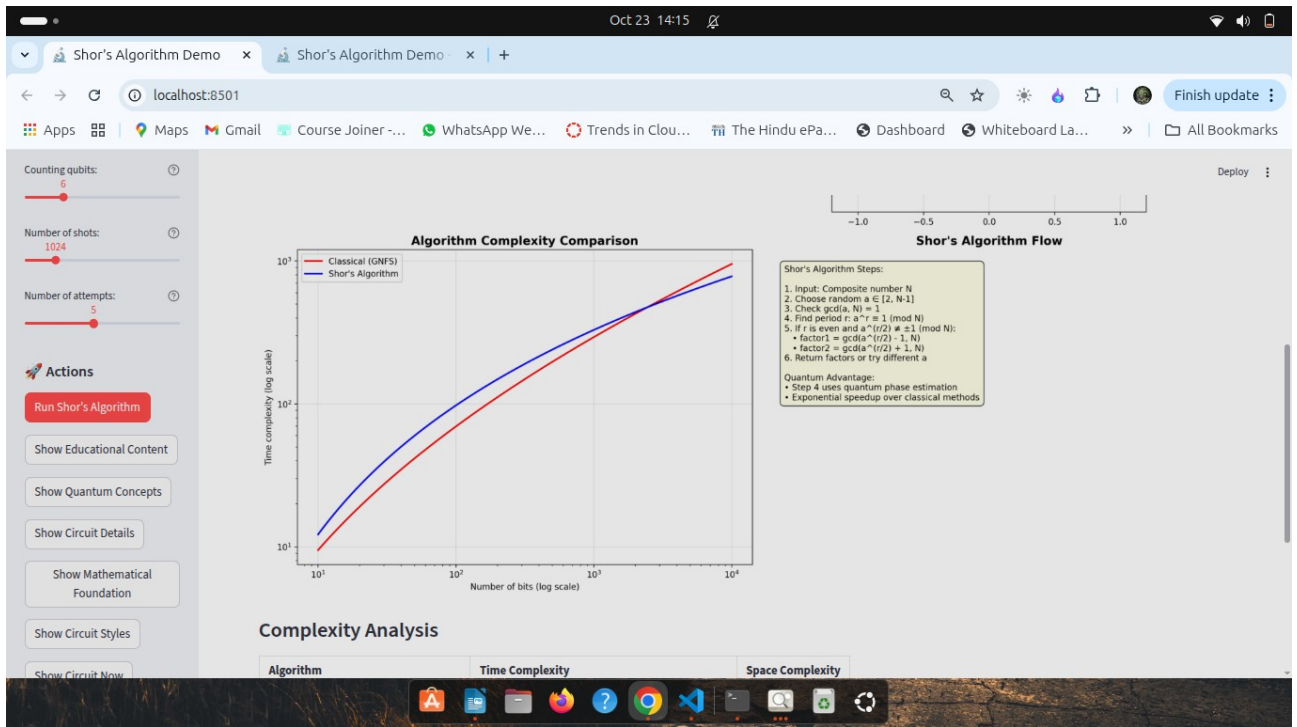 Oct 23 14:15
Shor's Algorithm Demo
Shor's Algorithm Demo
localhost:8501
Finish update
Apps
Maps
Gmail
Course Joiner -...
WhatsApp We...
Trends in Clou...
The Hindu ePa...
Dashboard
Whiteboard La...
»
All Bookmarks
Deploy
Counting qubits:
6
Number of shots:
1024
Number of attempts:
5
Actions
Run Shor's Algorithm
Show Educational Content
Show Quantum Concepts
Show Circuit Details
Show Mathematical
Foundation
Show Circuit Styles
Show Circuit Now
−1.0 −0.5 0.0 0.5 1.0
Algorithm Complexity Comparison
Classical (GNFS)
Shor's Algorithm
Time complexity (log scale)
10³
10²
10¹
10¹ 10² 10³ 10⁴
Number of bits (log scale)
Shor's Algorithm Flow
Shor's Algorithm Steps:
1. Input: Composite number N
2. Choose random a ∈ [2, N-1]
3. Check gcd(a, N) = 1
4. Find period r: a^r ≡ 1 (mod N)
5. If r is even and a^(r/2) ≢ ±1 (mod N):
• factor1 = gcd(a^(r/2) - 1, N)
• factor2 = gcd(a^(r/2) + 1, N)
6. Return factors or try different a
Quantum Advantage:
• Step 4 uses quantum phase estimation
• Exponential speedup over classical methods
Complexity Analysis
Algorithm Time Complexity Space Complexity